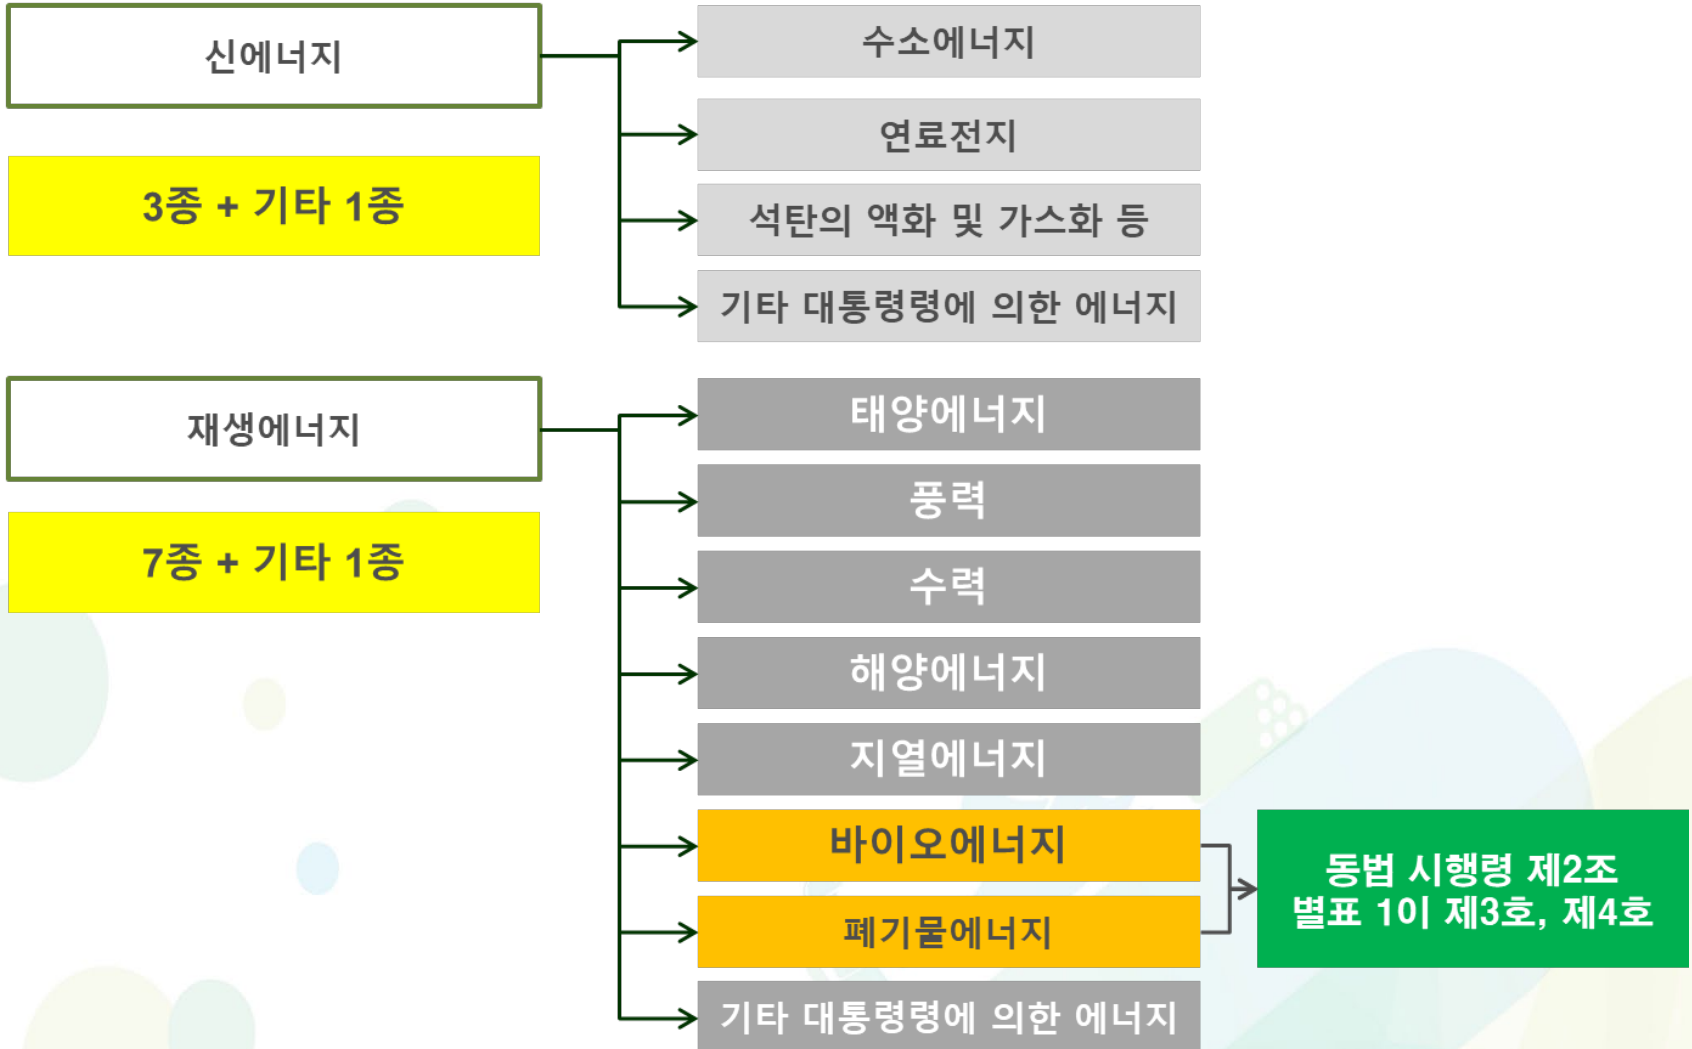 신에너지
3종 + 기타 1종
수소에너지
연료전지
석탄의 액화 및 가스화 등
기타 대통령령에 의한 에너지
재생에너지
7종 + 기타 1종
태양에너지
풍력
수력
해양에너지
지열에너지
바이오에너지
폐기물에너지
기타 대통령령에 의한 에너지
동법 시행령 제2조
별표 1이 제3호, 제4호